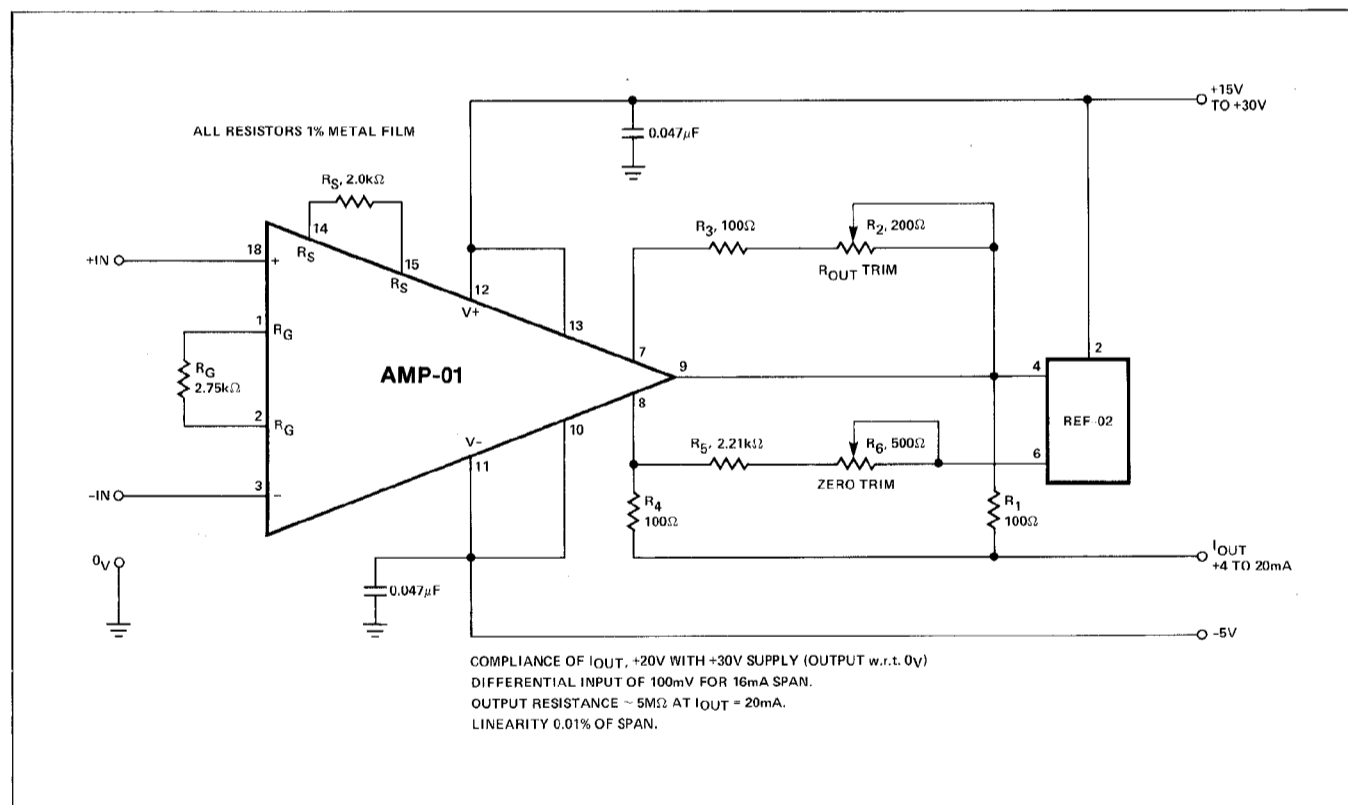 +15V
TO +30V
ALL RESISTORS 1% METAL FILM
0.047μF
RS, 2.0kΩ
14
RS
15
RS
R3, 100Ω
R2, 200Ω
ROUT TRIM
+IN
18
+
12
V+
13
1
RG
7
2
RG
2.75kΩ
AMP-01
9
4
REF-02
2
RG
8
6
V-
10
11
R5, 2.21kΩ
R6, 500Ω
ZERO TRIM
-IN
3
-
R4
100Ω
R1
100Ω
0V
0.047μF
IOUT
+4 TO 20mA
-5V
COMPLIANCE OF IOUT, +20V WITH +30V SUPPLY (OUTPUT w.r.t. 0V)
DIFFERENTIAL INPUT OF 100mV FOR 16mA SPAN.
OUTPUT RESISTANCE ~ 5MΩ AT IOUT = 20mA.
LINEARITY 0.01% OF SPAN.